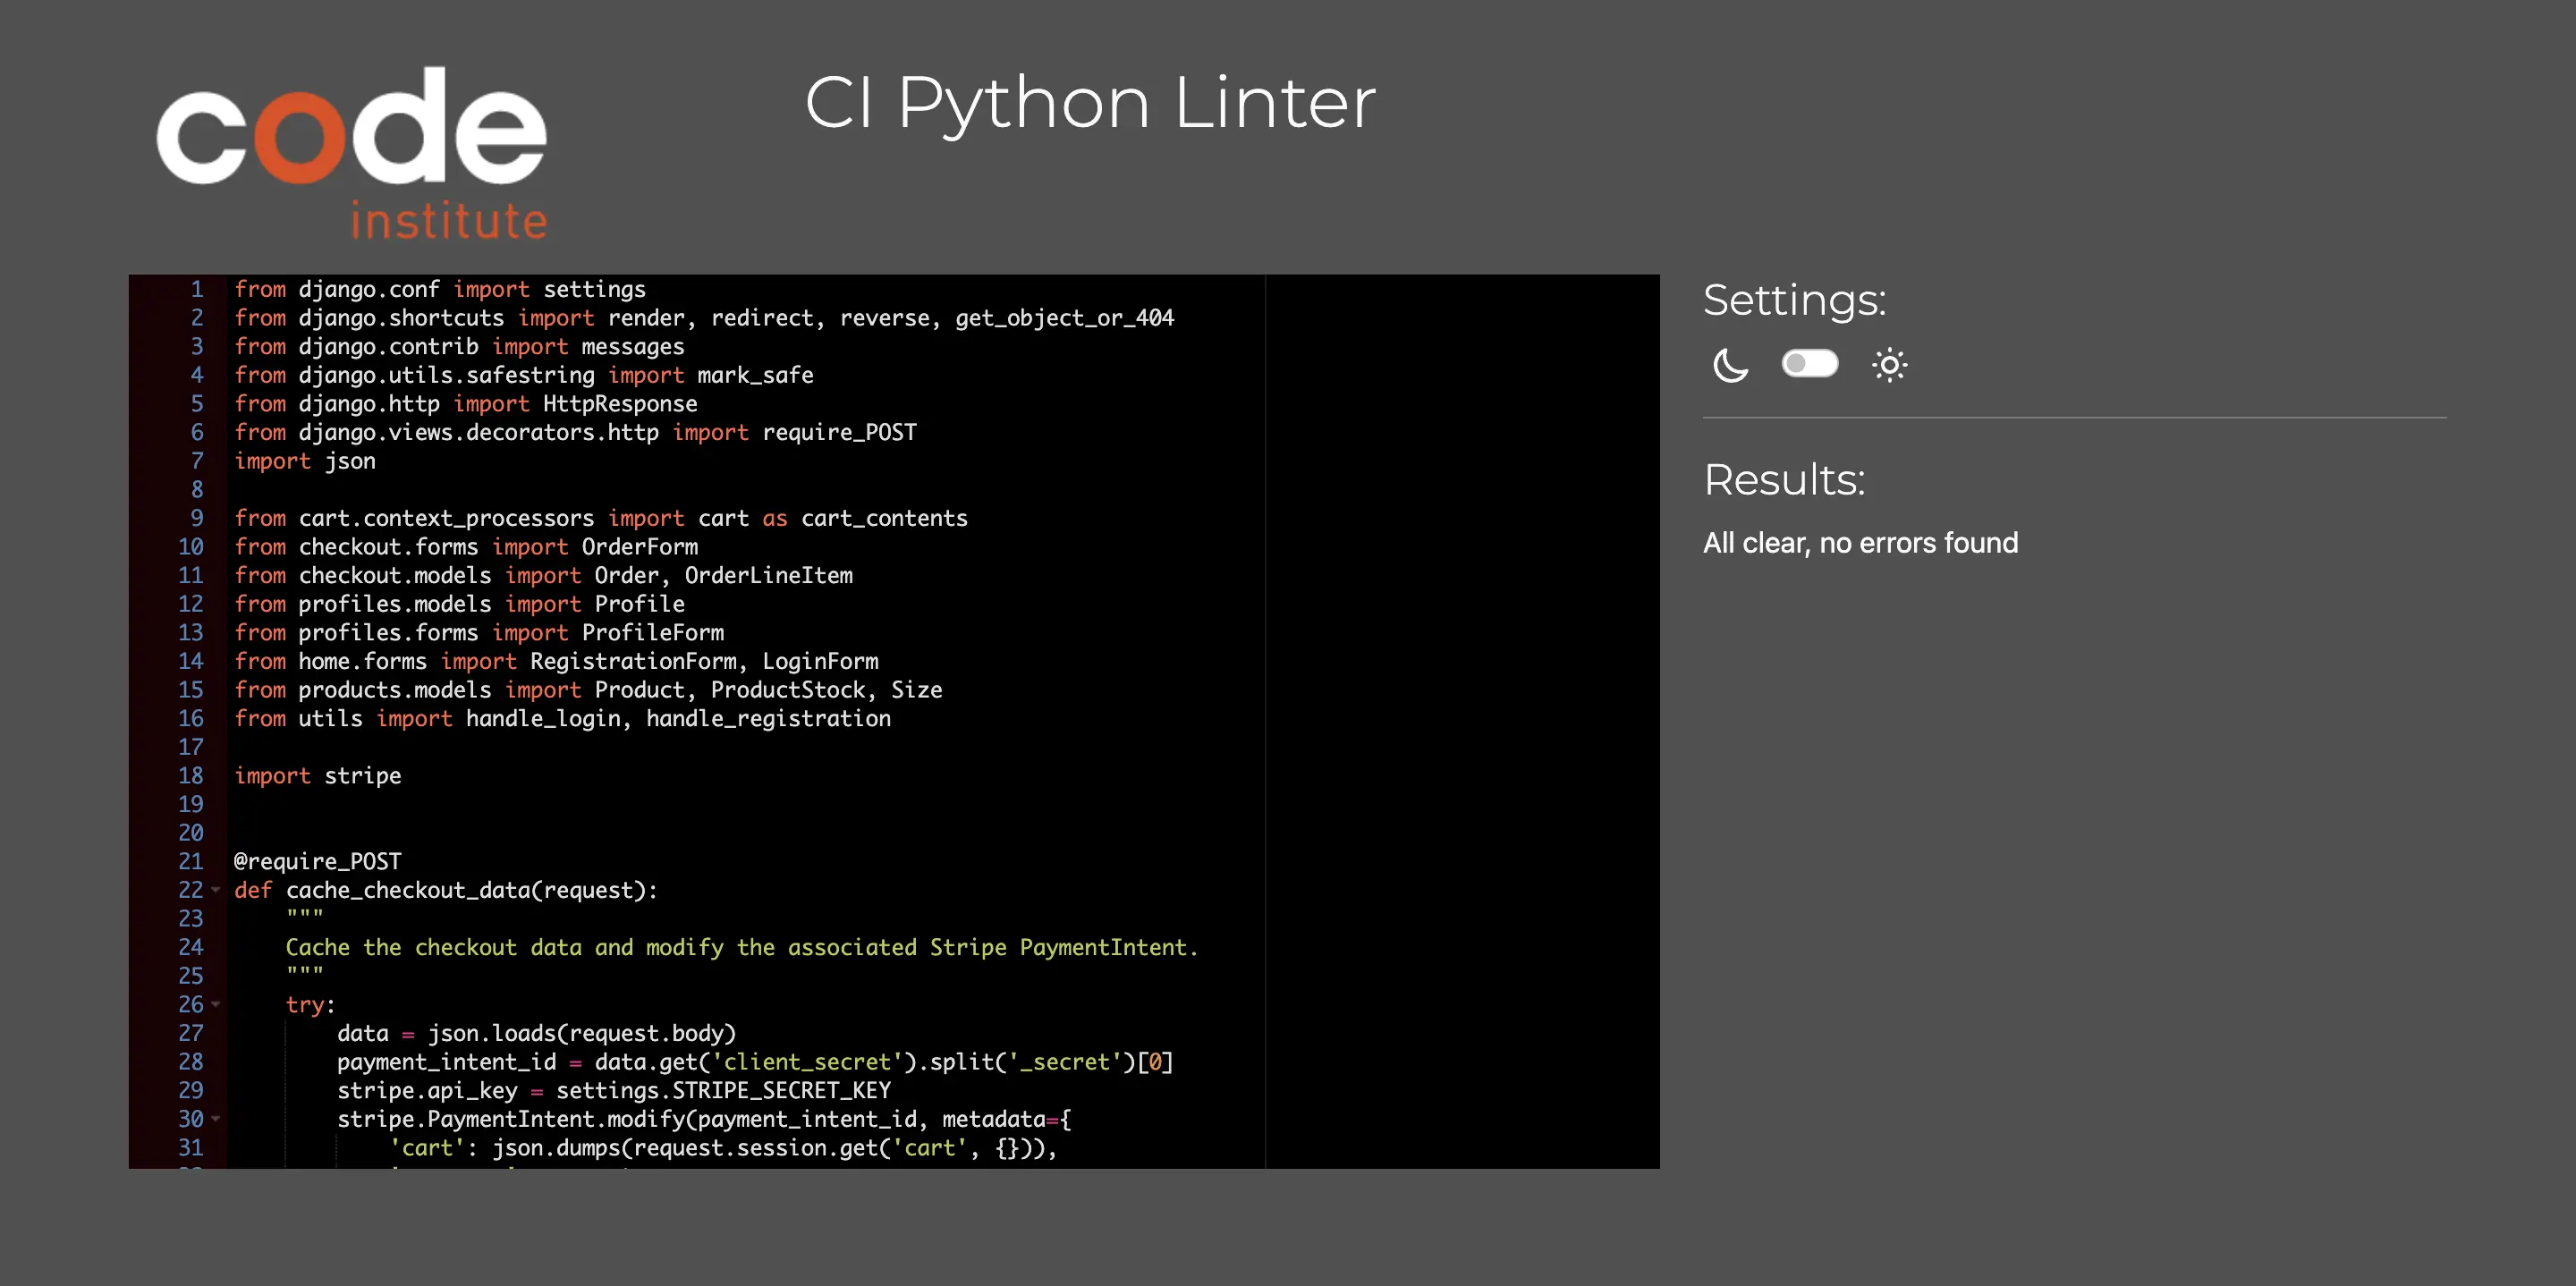 code
institute
CI Python Linter
1 from django.conf import settings
2 from django.shortcuts import render, redirect, reverse, get_object_or_404
3 from django.contrib import messages
4 from django.utils.safestring import mark_safe
5 from django.http import HttpResponse
6 from django.views.decorators.http import require_POST
7 import json
8
9 from cart.context_processors import cart as cart_contents
10 from checkout.forms import OrderForm
11 from checkout.models import Order, OrderLineItem
12 from profiles.models import Profile
13 from profiles.forms import ProfileForm
14 from home.forms import RegistrationForm, LoginForm
15 from products.models import Product, ProductStock, Size
16 from utils import handle_login, handle_registration
17
18 import stripe
19
20
21 @require_POST
22 def cache_checkout_data(request):
23     """
24     Cache the checkout data and modify the associated Stripe PaymentIntent.
25     """
26     try:
27         data = json.loads(request.body)
28         payment_intent_id = data.get('client_secret').split('_secret')[0]
29         stripe.api_key = settings.STRIPE_SECRET_KEY
30         stripe.PaymentIntent.modify(payment_intent_id, metadata={
31             'cart': json.dumps(request.session.get('cart', {})),
Settings:
Results:
All clear, no errors found